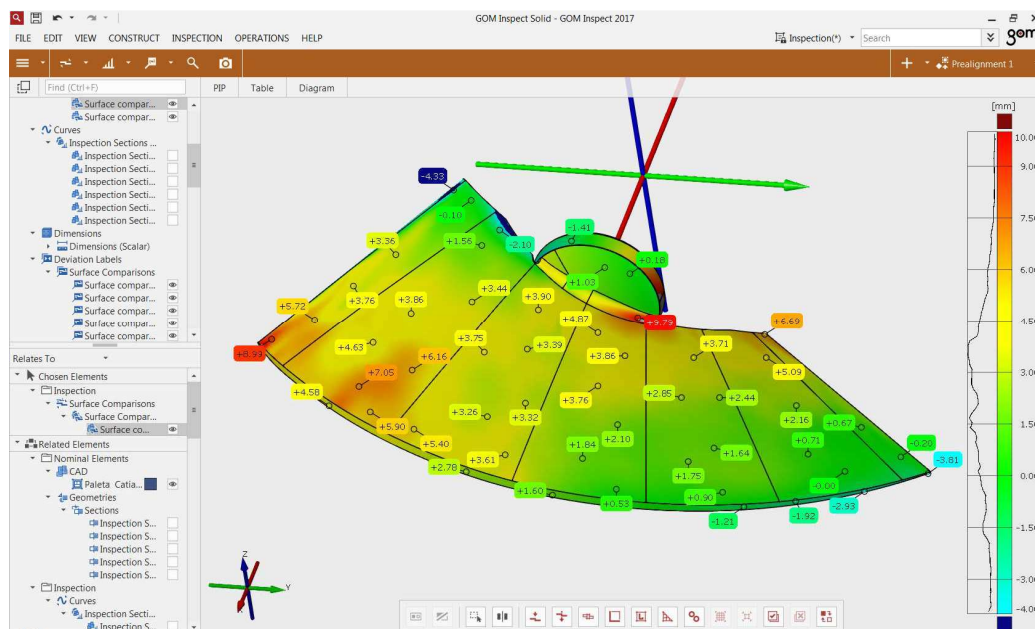 GOM Inspect Solid - GOM Inspect 2017
FILE EDIT VIEW CONSTRUCT INSPECTION OPERATIONS HELP
Inspection(*)
Search
gom
Prealignment 1
Find (Ctrl+F)
PIP Table Diagram
Surface compar...
Surface compar...
Curves
Inspection Sections ...
Inspection Secti...
Inspection Secti...
Inspection Secti...
Inspection Secti...
Inspection Secti...
Inspection Secti...
Dimensions
Dimensions (Scalar)
Deviation Labels
Surface Comparisons
Surface compar...
Surface compar...
Surface compar...
Surface compar...
Surface compar...
Relates To
Chosen Elements
Inspection
Surface Comparisons
Surface Compar...
Surface co...
Related Elements
Nominal Elements
CAD
Paleta Catia...
Geometries
Sections
Inspection S...
Inspection S...
Inspection S...
Inspection S...
Inspection S...
Inspection
Curves
Inspection Secti...
Inspection S...
-4.33
-0.10
-1.41
+3.36
+1.56
-2.10
+0.18
+1.03
+5.72
+3.76
+3.86
+3.44
+3.90
+4.87
+9.79
+6.69
+8.99
+4.63
+3.75
+3.39
+3.86
+3.71
+6.16
+7.05
+5.09
+4.58
+5.90
+3.26
+3.32
+3.76
+2.85
+2.44
+2.16
+0.67
+5.40
+2.10
+0.71
-0.20
+2.78
+3.61
+1.84
+1.64
-3.81
+1.60
+0.53
+1.75
+0.90
-0.00
-1.21
-1.92
-2.93
[mm]
10.00
9.00
7.50
6.00
4.50
3.00
1.50
0.00
-1.50
-3.00
-4.00
Z
Y